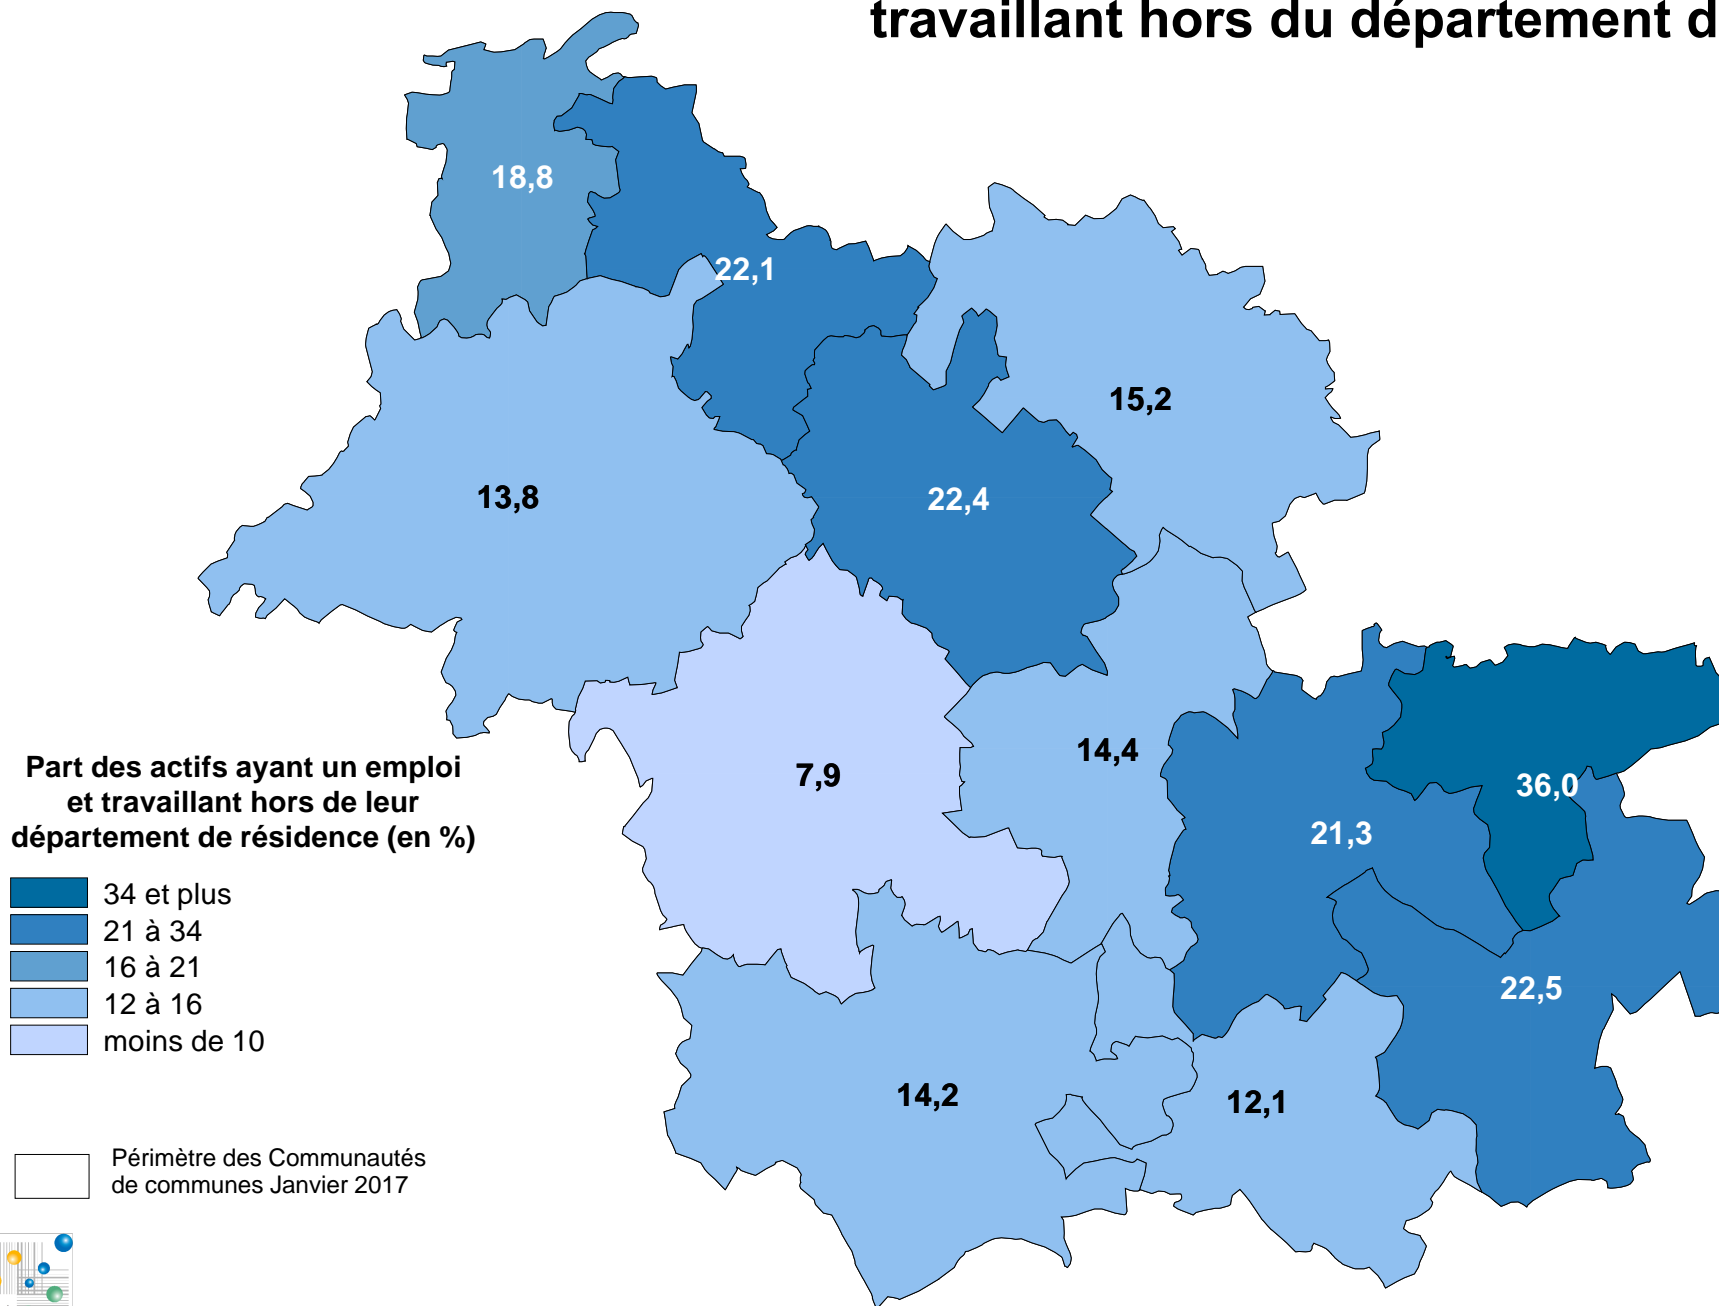 travaillant hors du département d
18,8
22,1
15,2
13,8
22,4
7,9
14,4
36,0
21,3
22,5
14,2
12,1
Part des actifs ayant un emploi
et travaillant hors de leur
département de résidence (en %)
34 et plus
21 à 34
16 à 21
12 à 16
moins de 10
Périmètre des Communautés
de communes Janvier 2017